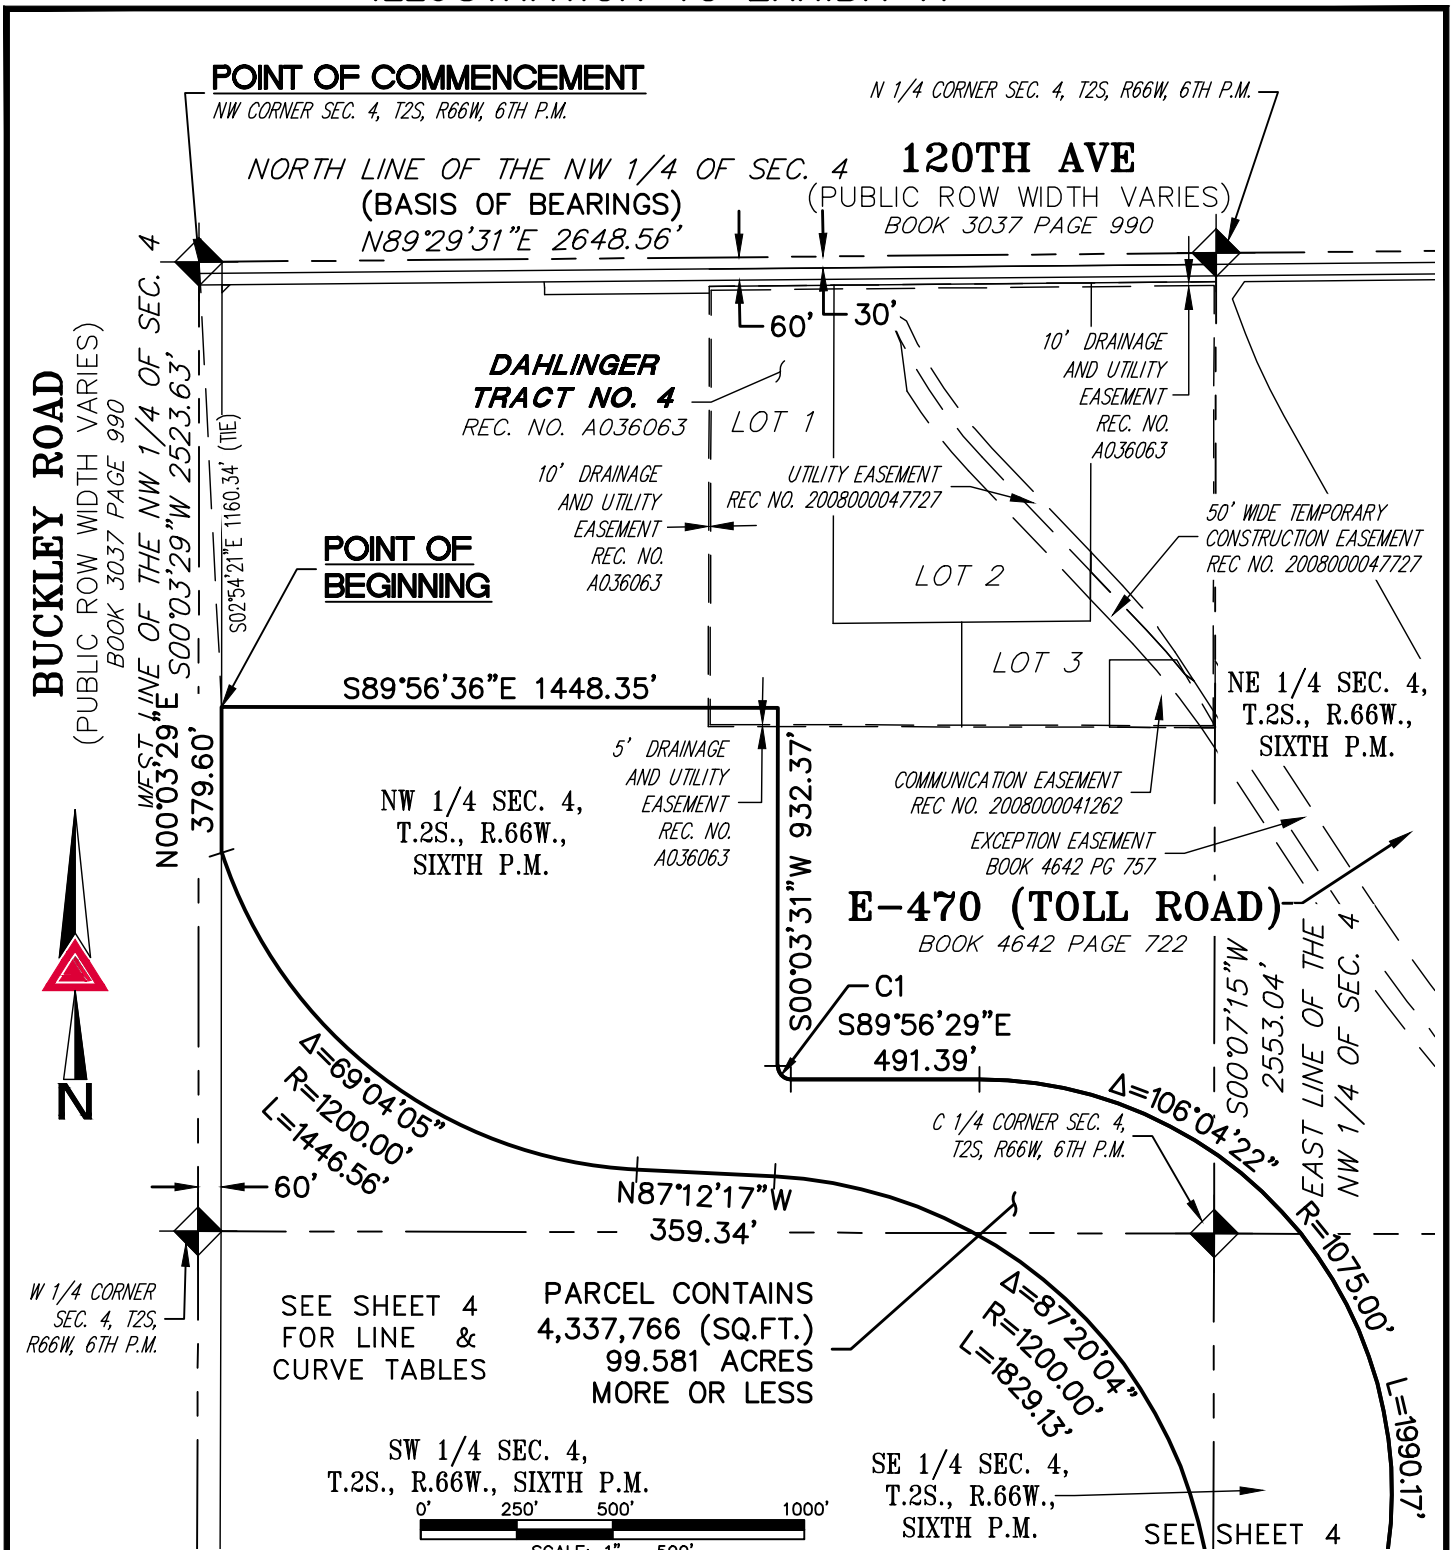 POINT OF COMMENCEMENT
NW CORNER SEC. 4, T2S, R66W, 6TH P.M.
N 1/4 CORNER SEC. 4, T2S, R66W, 6TH P.M.
NORTH LINE OF THE NW 1/4 OF SEC. 4
(BASIS OF BEARINGS)
N89°29'31"E 2648.56'
120TH AVE
(PUBLIC ROW WIDTH VARIES)
BOOK 3037 PAGE 990
60'
30'
BUCKLEY ROAD
(PUBLIC ROW WIDTH VARIES)
BOOK 3037 PAGE 990
WEST LINE OF THE NW 1/4 OF SEC. 4
S00°03'29"W 2523.63'
S02°54'21"E 1160.34' (TIE)
DAHLINGER
TRACT NO. 4
REC. NO. A036063
LOT 1
10' DRAINAGE
AND UTILITY
EASEMENT
REC. NO.
A036063
10' DRAINAGE
AND UTILITY
EASEMENT
REC. NO.
A036063
UTILITY EASEMENT
REC NO. 2008000047727
50' WIDE TEMPORARY
CONSTRUCTION EASEMENT
REC NO. 2008000047727
POINT OF
BEGINNING
LOT 2
LOT 3
S89°56'36"E 1448.35'
NE 1/4 SEC. 4,
T.2S., R.66W.,
SIXTH P.M.
N00°03'29"E
379.60'
5' DRAINAGE
AND UTILITY
EASEMENT
REC. NO.
A036063
NW 1/4 SEC. 4,
T.2S., R.66W.,
SIXTH P.M.
S00°03'31"W 932.37'
COMMUNICATION EASEMENT
REC NO. 2008000041262
EXCEPTION EASEMENT
BOOK 4642 PG 757
E-470 (TOLL ROAD)
BOOK 4642 PAGE 722
S00°07'15"W
2553.04'
EAST LINE OF THE
NW 1/4 OF SEC. 4
C1
S89°56'29"E
491.39'
N
Δ=69°04'05"
R=1200.00'
L=1446.56'
Δ=106°04'22"
R=1075.00'
L=1990.17'
C 1/4 CORNER SEC. 4,
T2S, R66W, 6TH P.M.
60'
N87°12'17"W
359.34'
W 1/4 CORNER
SEC. 4, T2S,
R66W, 6TH P.M.
SEE SHEET 4
FOR LINE &
CURVE TABLES
PARCEL CONTAINS
4,337,766 (SQ.FT.)
99.581 ACRES
MORE OR LESS
Δ=87°20'04"
R=1200.00'
L=1829.13'
SW 1/4 SEC. 4,
T.2S., R.66W., SIXTH P.M.
SE 1/4 SEC. 4,
T.2S., R.66W.,
SIXTH P.M.
0' 250' 500' 1000'
SEE SHEET 4